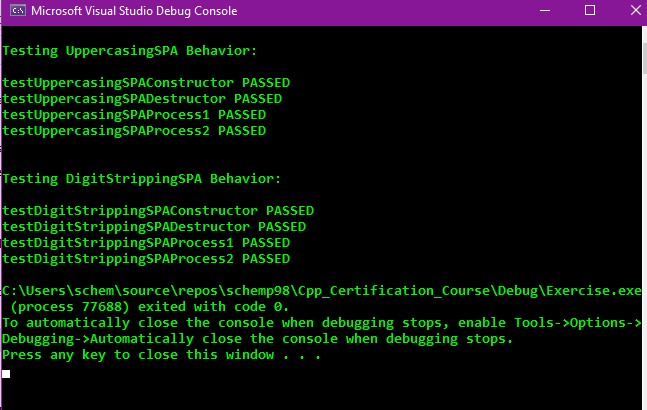 Microsoft Visual Studio Debug Console
Testing UppercasingSPA Behavior:
testUppercasingSPAConstructor PASSED
testUppercasingSPADestructor PASSED
testUppercasingSPAProcess1 PASSED
testUppercasingSPAProcess2 PASSED
Testing DigitStrippingSPA Behavior:
testDigitStrippingSPAConstructor PASSED
testDigitStrippingSPADestructor PASSED
testDigitStrippingSPAProcess1 PASSED
testDigitStrippingSPAProcess2 PASSED
C:\Users\schem\source\repos\schemp98\Cpp_Certification_Course\Debug\Exercise.exe
(process 77688) exited with code 0.
To automatically close the console when debugging stops, enable Tools->Options->
Debugging->Automatically close the console when debugging stops.
Press any key to close this window . . .